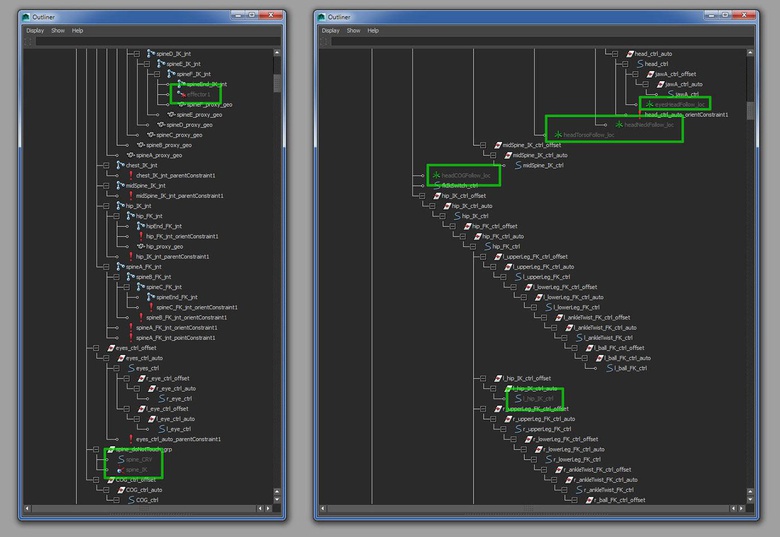 Outliner
Display Show Help
spineD_IK_jnt
spineE_IK_jnt
spineF_IK_jnt
spineEnd_IK_jnt
effector1
spineF_proxy_geo
spineE_proxy_geo
spineD_proxy_geo
spineC_proxy_geo
spineB_proxy_geo
spineA_proxy_geo
chest_IK_jnt
chest_IK_jnt_parentConstraint1
midSpine_IK_jnt
midSpine_IK_jnt_parentConstraint1
hip_IK_jnt
hip_FK_jnt
hipEnd_FK_jnt
hip_FK_jnt_orientConstraint1
hip_proxy_geo
hip_IK_jnt_parentConstraint1
spineA_FK_jnt
spineB_FK_jnt
spineC_FK_jnt
spineEnd_FK_jnt
spineC_FK_jnt_orientConstraint1
spineB_FK_jnt_orientConstraint1
spineA_FK_jnt_orientConstraint1
spineA_FK_jnt_pointConstraint1
eyes_ctrl_offset
eyes_ctrl_auto
eyes_ctrl
r_eye_ctrl_offset
r_eye_ctrl_auto
r_eye_ctrl
l_eye_ctrl_offset
l_eye_ctrl_auto
l_eye_ctrl
eyes_ctrl_auto_parentConstraint1
spine_doNotTouch_grp
spine_CRV
spine_IK
COG_ctrl_offset
COG_ctrl_auto
COG_ctrl
Outliner
Display Show Help
head_ctrl_auto
head_ctrl
jawA_ctrl_offset
jawA_ctrl_auto
jawA_ctrl
eyesHeadFollow_loc
head_ctrl_auto_orientConstraint1
headNeckFollow_loc
headTorsoFollow_loc
midSpine_IK_ctrl_offset
midSpine_IK_ctrl_auto
midSpine_IK_ctrl
headCOGFollow_loc
hip_IK_ctrl_offset
hip_IK_ctrl_auto
hip_IK_ctrl
hip_FK_ctrl_offset
hip_FK_ctrl_auto
hip_FK_ctrl
l_upperLeg_FK_ctrl_offset
l_upperLeg_FK_ctrl_auto
l_upperLeg_FK_ctrl
l_lowerLeg_FK_ctrl_offset
l_lowerLeg_FK_ctrl_auto
l_lowerLeg_FK_ctrl
l_ankleTwist_FK_ctrl_offset
l_ankleTwist_FK_ctrl_auto
l_ankleTwist_FK_ctrl
l_ball_FK_ctrl_offset
l_ball_FK_ctrl_auto
l_ball_FK_ctrl
l_hip_IK_ctrl_offset
l_hip_IK_ctrl_auto
l_hip_IK_ctrl
r_upperLeg_FK_ctrl_offset
r_upperLeg_FK_ctrl_auto
r_upperLeg_FK_ctrl
r_lowerLeg_FK_ctrl_offset
r_lowerLeg_FK_ctrl_auto
r_lowerLeg_FK_ctrl
r_ankleTwist_FK_ctrl_offset
r_ankleTwist_FK_ctrl_auto
r_ankleTwist_FK_ctrl
r_ball_FK_ctrl_offset